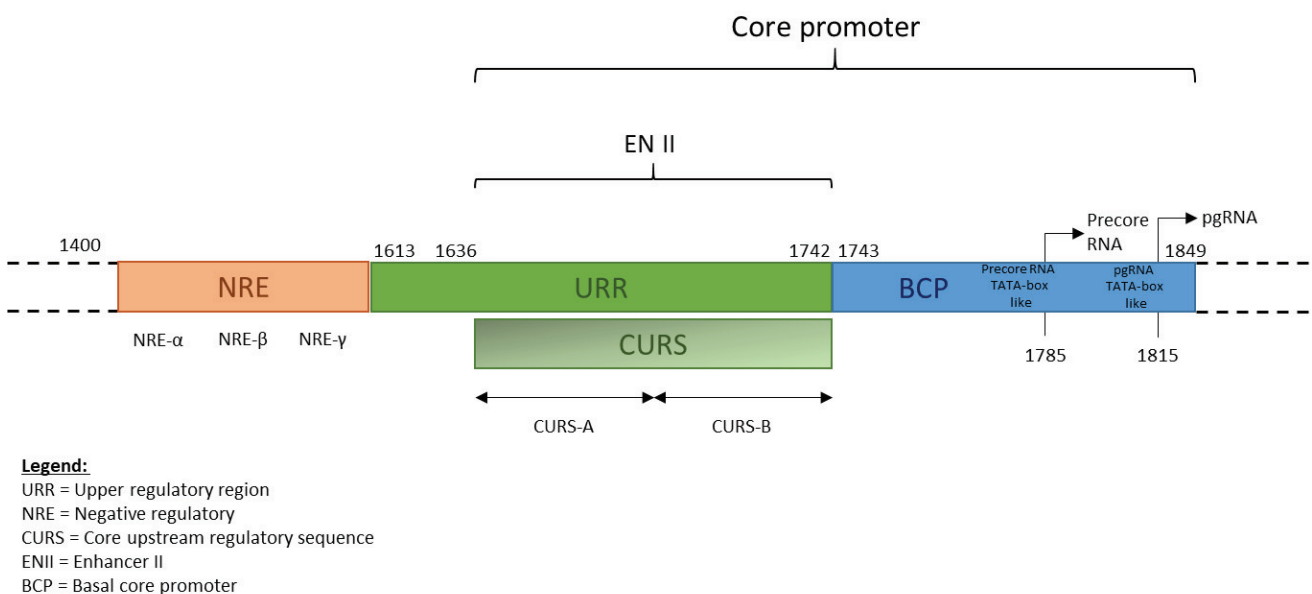 Core promoter
EN II
Precore
RNA
pgRNA
1400
1613
1636
1742
1743
1849
NRE
URR
BCP
Precore RNA
TATA-box
like
pgRNA
TATA-box
like
NRE-α
NRE-β
NRE-γ
CURS
1785
1815
CURS-A
CURS-B
Legend:
URR = Upper regulatory region
NRE = Negative regulatory
CURS = Core upstream regulatory sequence
ENII = Enhancer II
BCP = Basal core promoter